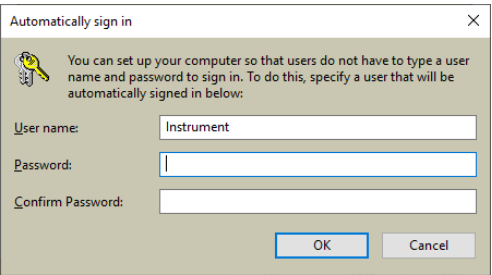 Automatically sign in
You can set up your computer so that users do not have to type a user
name and password to sign in. To do this, specify a user that will be
automatically signed in below:
User name:
Instrument
Password:
Confirm Password:
OK
Cancel